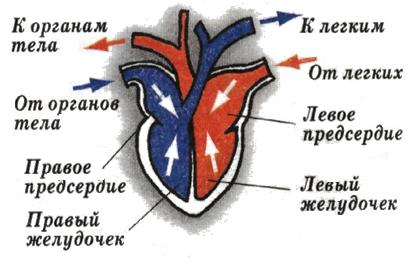 К органам
тела
К легким
От легких
От органов
тела
Левое
предсердие
Правое
предсердие
Левый
желудочек
Правый
желудочек